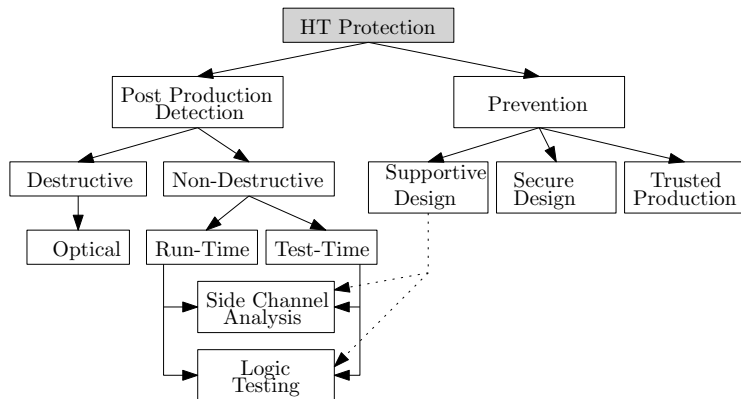 HT Protection
Post Production
Detection
Prevention
Destructive
Non-Destructive
Supportive
Design
Secure
Design
Trusted
Production
Optical
Run-Time
Test-Time
Side Channel
Analysis
Logic
Testing